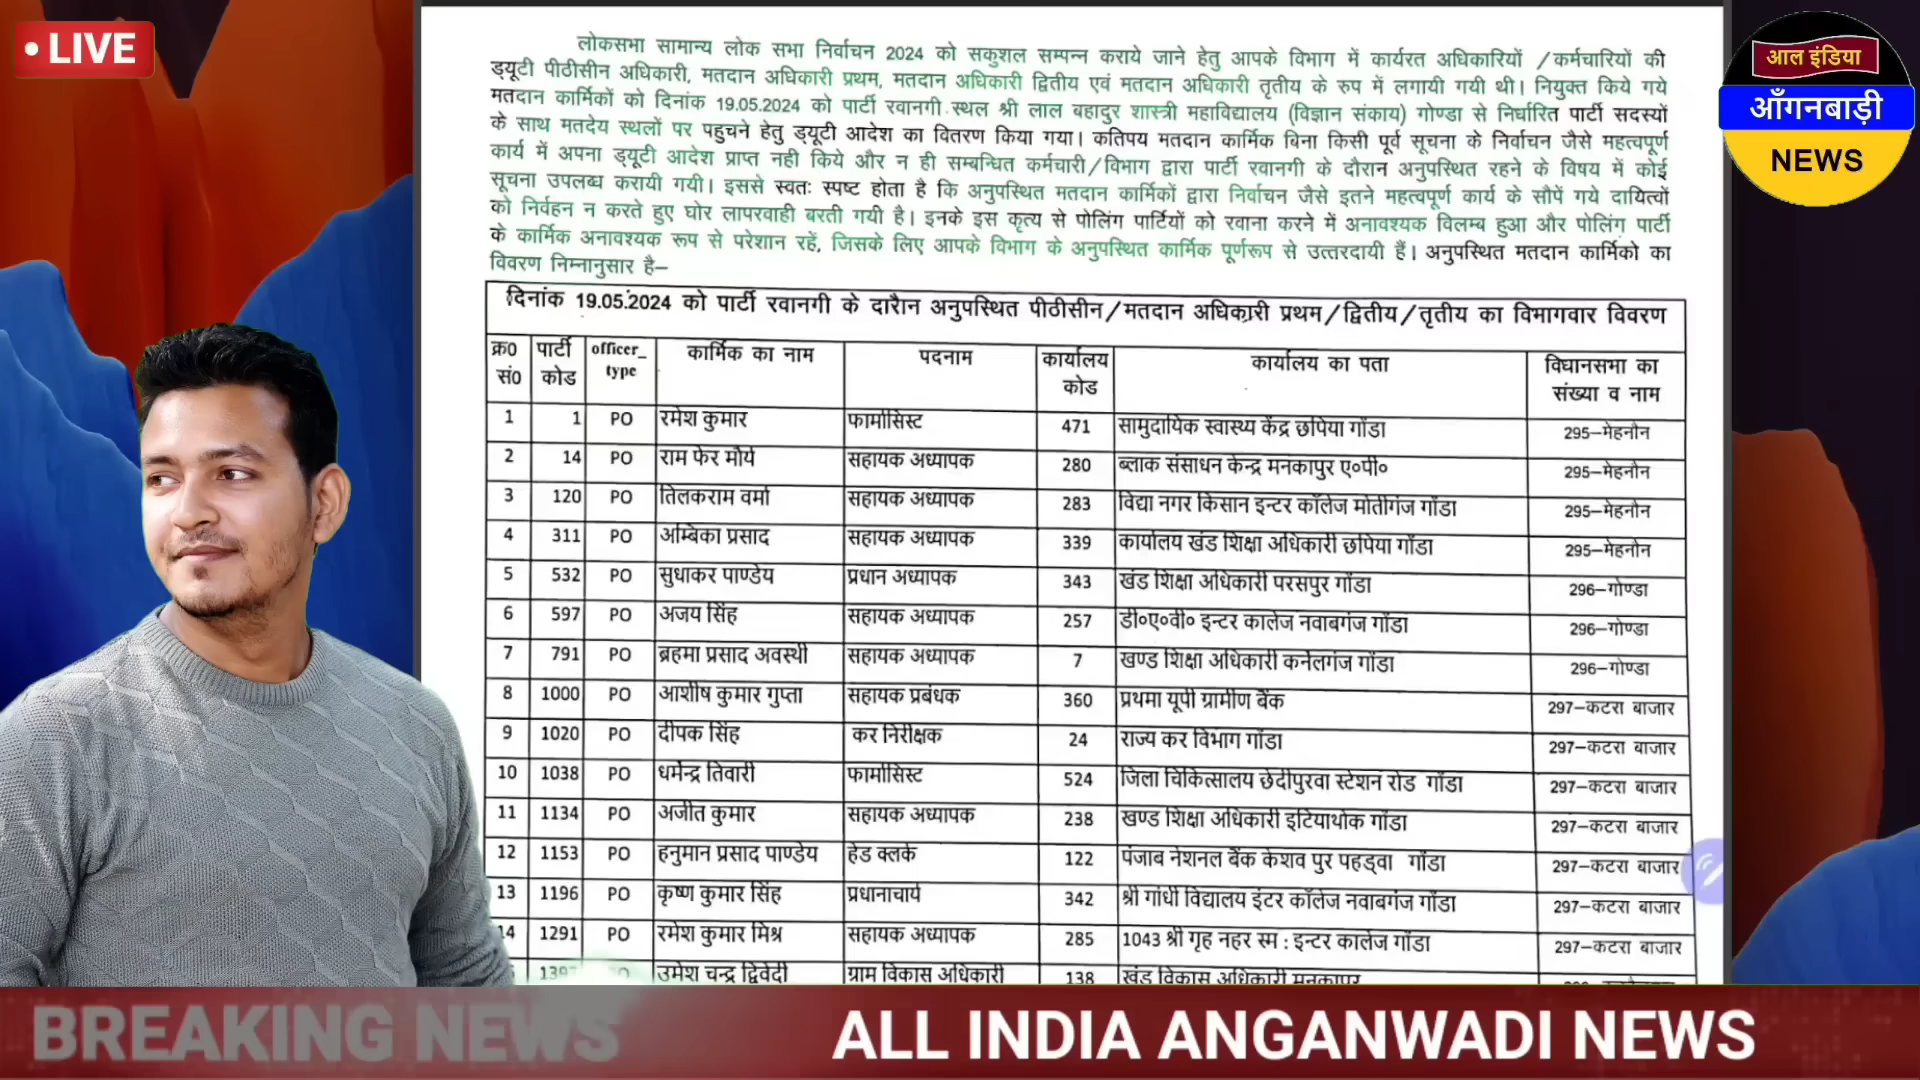 • LIVE
आल इंडिया
आँगनबाड़ी
NEWS
लोकसभा सामान्य लोक सभा निर्वाचन 2024 को सकुशल सम्पन्न कराये जाने हेतु आपके विभाग में कार्यरत अधिकारियों /कर्मचारियों की
ड्यूटी पीठीसीन अधिकारी, मतदान अधिकारी प्रथम, मतदान अधिकारी द्वितीय एवं मतदान अधिकारी तृतीय के रुप में लगायी गयी थी। नियुक्त किये गये
मतदान कार्मिकों को दिनांक 19.05.2024 को पार्टी रवानगी स्थल श्री लाल बहादुर शास्त्री महाविद्यालय (विज्ञान संकाय) गोण्डा से निर्धारित पार्टी सदस्यों
के साथ मतदेय स्थलों पर पहुचने हेतु ड्यूटी आदेश का वितरण किया गया। कतिपय मतदान कार्मिक बिना किसी पूर्व सूचना के निर्वाचन जैसे महत्वपूर्ण
कार्य में अपना ड्यूटी आदेश प्राप्त नही किये और न ही सम्बन्धित कर्मचारी/विभाग द्वारा पार्टी रवानगी के दौरान अनुपस्थित रहने के विषय में कोई
सूचना उपलब्ध करायी गयी। इससे स्वतः स्पष्ट होता है कि अनुपस्थित मतदान कार्मिकों द्वारा निर्वाचन जैसे इतने महत्वपूर्ण कार्य के सौपें गये दायित्वों
को निर्वहन न करते हुए घोर लापरवाही बरती गयी है। इनके इस कृत्य से पोलिंग पार्टियों को रवाना करने में अनावश्यक विलम्ब हुआ और पोलिंग पार्टी
के कार्मिक अनावश्यक रूप से परेशान रहें, जिसके लिए आपके विभाग के अनुपस्थित कार्मिक पूर्णरूप से उत्तरदायी हैं। अनुपस्थित मतदान कार्मिको का
विवरण निम्नानुसार है–
दिनांक 19.05.2024 को पार्टी रवानगी के दौरान अनुपस्थित पीठीसीन/मतदान अधिकारी प्रथम/द्वितीय/तृतीय का विभागवार विवरण
क्र0 सं0 पार्टी कोड officer_type कार्मिक का नाम पदनाम कार्यालय कोड कार्यालय का पता विधानसभा का संख्या व नाम
1 1 PO रमेश कुमार फार्मासिस्ट 471 सामुदायिक स्वास्थ्य केंद्र छपिया गोंडा 295–मेहनौन
2 14 PO राम फेर मौर्य सहायक अध्यापक 280 ब्लाक संसाधन केन्द्र मनकापुर ए०पी० 295–मेहनौन
3 120 PO तिलकराम वर्मा सहायक अध्यापक 283 विद्या नगर किसान इन्टर कॉलेज मोतीगंज गोंडा 295–मेहनौन
4 311 PO अम्बिका प्रसाद सहायक अध्यापक 339 कार्यालय खंड शिक्षा अधिकारी छपिया गोंडा 295–मेहनौन
5 532 PO सुधाकर पाण्डेय प्रधान अध्यापक 343 खंड शिक्षा अधिकारी परसपुर गोंडा 296–गोण्डा
6 597 PO अजय सिंह सहायक अध्यापक 257 डी०ए०वी० इन्टर कालेज नवाबगंज गोंडा 296–गोण्डा
7 791 PO ब्रहमा प्रसाद अवस्थी सहायक अध्यापक 7 खण्ड शिक्षा अधिकारी कर्नलगंज गोंडा 296–गोण्डा
8 1000 PO आशीष कुमार गुप्ता सहायक प्रबंधक 360 प्रथमा यूपी ग्रामीण बैंक 297–कटरा बाजार
9 1020 PO दीपक सिंह कर निरीक्षक 24 राज्य कर विभाग गोंडा 297–कटरा बाजार
10 1038 PO धर्मेन्द्र तिवारी फार्मासिस्ट 524 जिला चिकित्सालय छेदीपुरवा स्टेशन रोड गोंडा 297–कटरा बाजार
11 1134 PO अजीत कुमार सहायक अध्यापक 238 खण्ड शिक्षा अधिकारी इटियाथोक गोंडा 297–कटरा बाजार
12 1153 PO हनुमान प्रसाद पाण्डेय हेड क्लर्क 122 पंजाब नेशनल बैंक केशव पुर पहड़वा गोंडा 297–कटरा बाजार
13 1196 PO कृष्ण कुमार सिंह प्रधानाचार्य 342 श्री गांधी विद्यालय इंटर कॉलेज नवाबगंज गोंडा 297–कटरा बाजार
14 1291 PO रमेश कुमार मिश्र सहायक अध्यापक 285 1043 श्री गृह नहर स्म : इन्टर कालेज गोंडा 297–कटरा बाजार
उमेश चन्द्र द्विवेदी ग्राम विकास अधिकारी 138 खंड विकास अधिकारी मनकापुर
BREAKING NEWS
ALL INDIA ANGANWADI NEWS